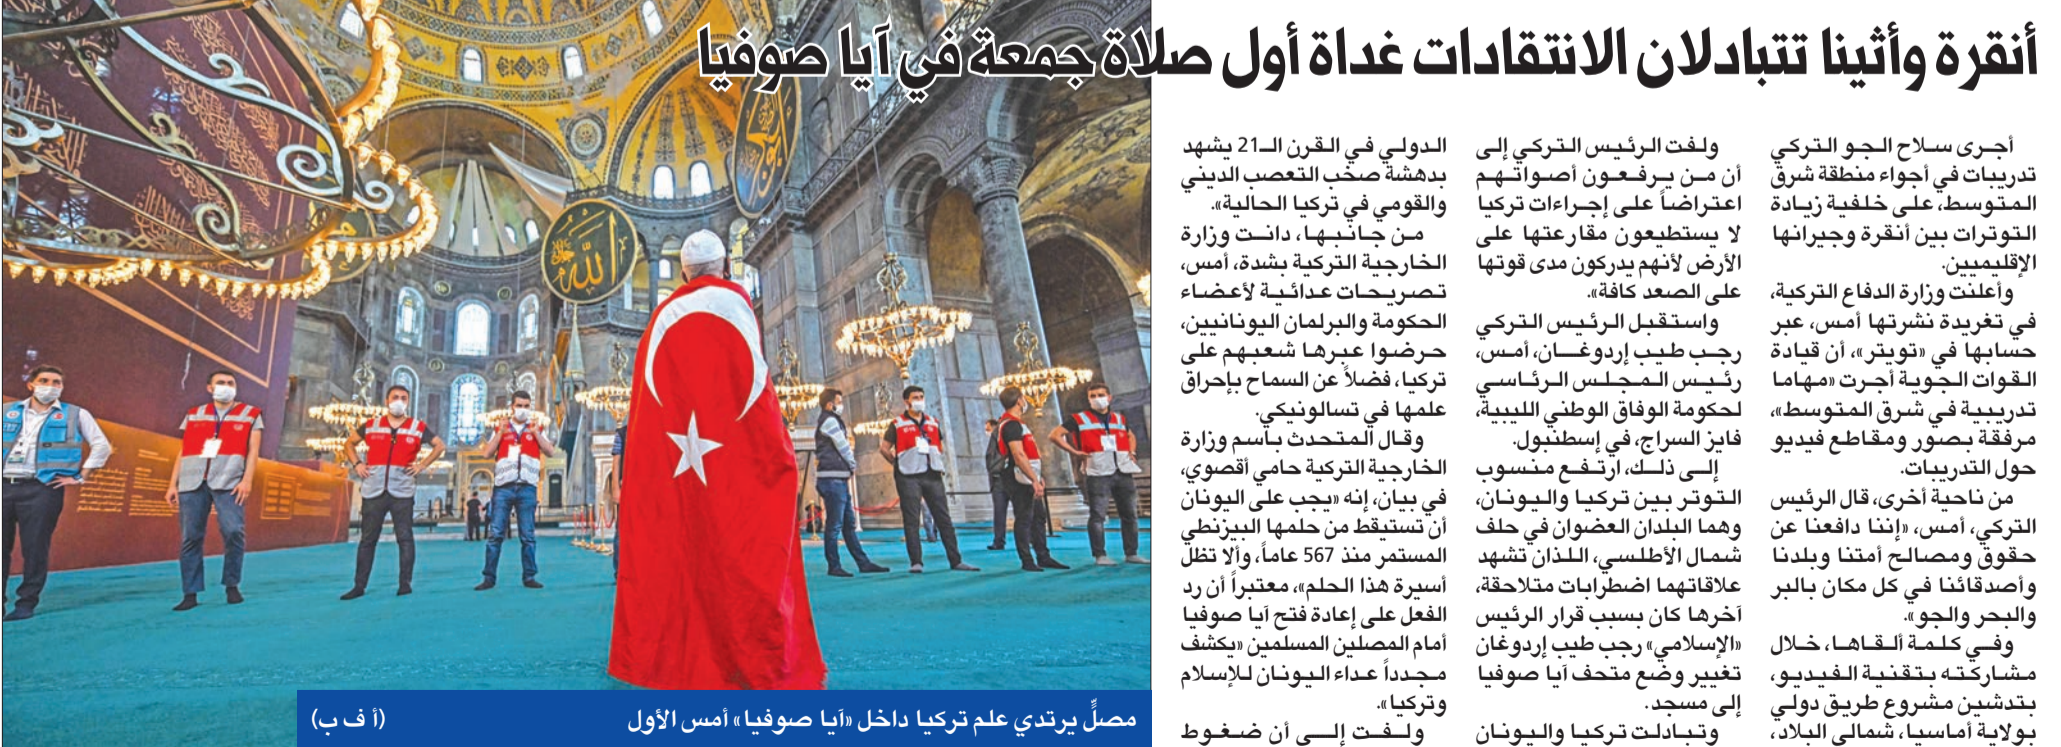 أنقرة وأثينا تتبادلان الانتقادات غداة أول صلاة جمعة في آيا صوفيا
أجرى سلاح الجو التركي
تدريبات في أجواء منطقة شرق
المتوسط، على خلفية زيادة
التوترات بين أنقرة وجيرانها
الإقليميين.
وأعلنت وزارة الدفاع التركية،
في تغريدة نشرتها أمس، عبر
حسابها في «تويتر»، أن قيادة
القوات الجوية أجرت «مهاما
تدريبية في شرق المتوسط»،
مرفقة بصور ومقاطع فيديو
حول التدريبات.
من ناحية أخرى، قال الرئيس
التركي، أمس، «إننا دافعنا عن
حقوق ومصالح أمتنا وبلدنا
وأصدقائنا في كل مكان بالبر
والبحر والجو».
وفي كلمة ألقاها، خلال
مشاركته بتقنية الفيديو،
بتدشين مشروع طريق دولي
بولاية أماسيا، شمالي البلاد،
ولفت الرئيس التركي إلى
أن من يرفعون أصواتهم
اعتراضاً على إجراءات تركيا
لا يستطيعون مقارعتها على
الأرض لأنهم يدركون مدى قوتها
على الصعد كافة».
واستقبل الرئيس التركي
رجب طيب إردوغان، أمس،
رئيس المجلس الرئاسي
لحكومة الوفاق الوطني الليبية،
فايز السراج، في إسطنبول.
إلى ذلك، ارتفع منسوب
التوتر بين تركيا واليونان،
وهما البلدان العضوان في حلف
شمال الأطلسي، اللذان تشهد
علاقاتهما اضطرابات متلاحقة،
آخرها كان بسبب قرار الرئيس
«الإسلامي» رجب طيب إردوغان
تغيير وضع متحف آيا صوفيا
إلى مسجد.
وتبادلت تركيا واليونان
الدولي في القرن الـ21 يشهد
بدهشة صخب التعصب الديني
والقومي في تركيا الحالية».
من جانبها، دانت وزارة
الخارجية التركية بشدة، أمس،
تصريحات عدائية لأعضاء
الحكومة والبرلمان اليونانيين،
حرضوا عبرها شعبهم على
تركيا، فضلاً عن السماح بإحراق
علمها في تسالونيكي.
وقال المتحدث باسم وزارة
الخارجية التركية حامي أقصوي،
في بيان، إنه «يجب على اليونان
أن تستيقط من حلمها البيزنطي
المستمر منذ 567 عاماً، وألا تظل
أسيرة هذا الحلم»، معتبراً أن رد
الفعل على إعادة فتح آيا صوفيا
أمام المصلين المسلمين «يكشف
مجدداً عداء اليونان للإسلام
وتركيا».
ولفت إلى أن ضغوط
الله
مصلٍّ يرتدي علم تركيا داخل «آيا صوفيا» أمس الأول (أ ف ب)